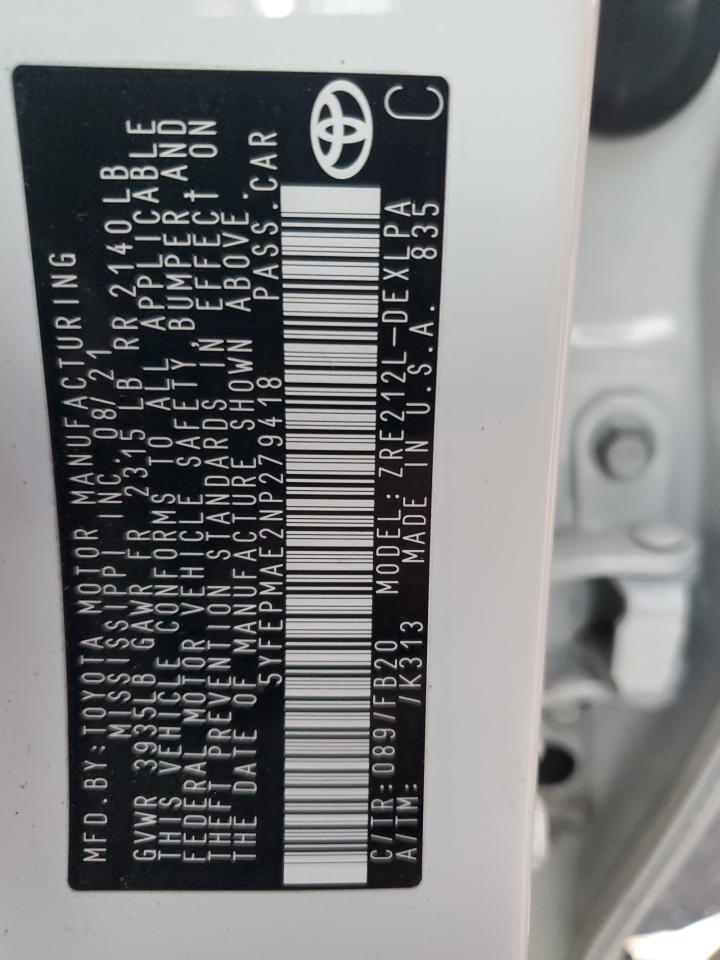 MFD.BY:TOYOTA MOTOR MANUFACTURING
MISSISSIPPI INC 08/21
GVWR 3935LB GAWR FR 2315 LB RR 2140LB
THIS VEHICLE CONFORMS TO ALL APPLICABLE
FEDERAL MOTOR VEHICLE SAFETY, BUMPER AND
THEFT PREVENTION STANDARDS IN EFFECT ON
THE DATE OF MANUFACTURE SHOWN ABOVE.
5YFEPMAE2NP279418 PASS.CAR
C/TR:089/FB20 MODEL:ZRE212L-DEXLPA
A/TM: /K313 MADE IN U.S.A. 835
C